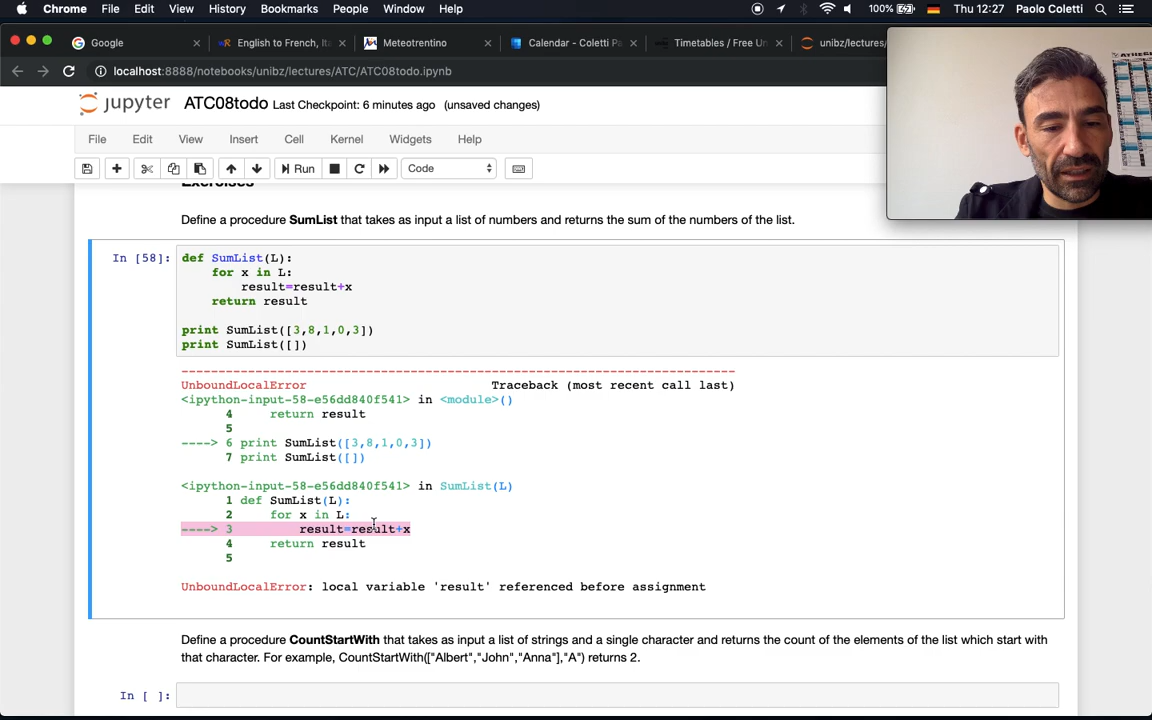 Chrome File Edit View History Bookmarks People Window Help 100% Thu 12:27 Paolo Coletti
Google English to French, Ita Meteotrentino Calendar - Coletti Pa Timetables / Free Un unibz/lectures/
localhost:8888/notebooks/unibz/lectures/ATC/ATC08todo.ipynb
jupyter ATC08todo Last Checkpoint: 6 minutes ago (unsaved changes)
File Edit View Insert Cell Kernel Widgets Help
Run Code
Exercises
Define a procedure SumList that takes as input a list of numbers and returns the sum of the numbers of the list.
In [58]: def SumList(L):
for x in L:
result=result+x
return result
print SumList([3,8,1,0,3])
print SumList([])
---------------------------------------------------------------------------
UnboundLocalError Traceback (most recent call last)
<ipython-input-58-e56dd840f541> in <module>()
4 return result
5
----> 6 print SumList([3,8,1,0,3])
7 print SumList([])
<ipython-input-58-e56dd840f541> in SumList(L)
1 def SumList(L):
2 for x in L:
----> 3 result=result+x
4 return result
5
UnboundLocalError: local variable 'result' referenced before assignment
Define a procedure CountStartWith that takes as input a list of strings and a single character and returns the count of the elements of the list which start with
that character. For example, CountStartWith(["Albert","John","Anna"],"A") returns 2.
In [ ]: